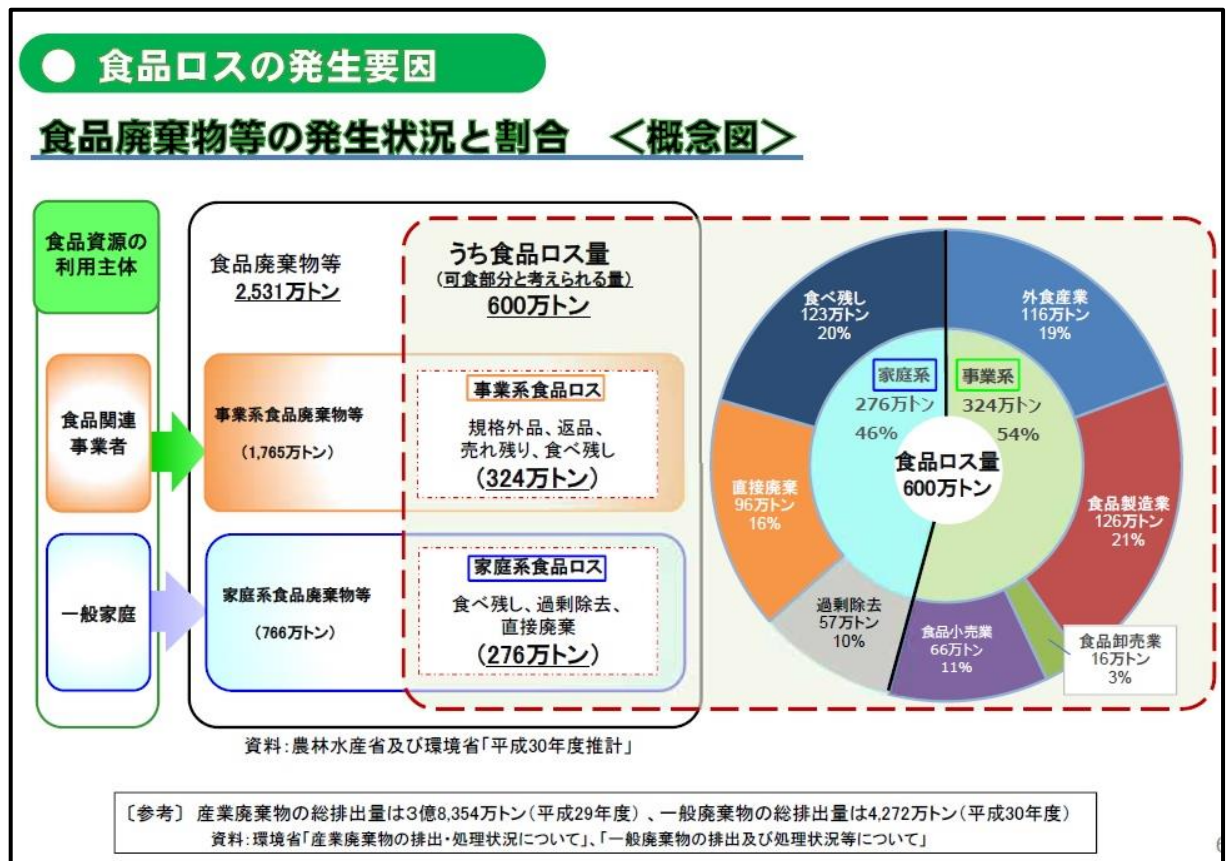 ● 食品ロスの発生要因
食品廃棄物等の発生状況と割合　＜概念図＞
食品資源の
利用主体
食品廃棄物等
2,531万トン
うち食品ロス量
(可食部分と考えられる量)
600万トン
食品関連
事業者
事業系食品廃棄物等
(1,765万トン)
事業系食品ロス
規格外品、返品、
売れ残り、食べ残し
(324万トン)
一般家庭
家庭系食品廃棄物等
(766万トン)
家庭系食品ロス
食べ残し、過剰除去、
直接廃棄
(276万トン)
食べ残し
123万トン
20%
外食産業
116万トン
19%
家庭系
276万トン
46%
事業系
324万トン
54%
食品ロス量
600万トン
直接廃棄
96万トン
16%
食品製造業
126万トン
21%
過剰除去
57万トン
10%
食品小売業
66万トン
11%
食品卸売業
16万トン
3%
資料：農林水産省及び環境省「平成30年度推計」
〔参考〕 産業廃棄物の総排出量は3億8,354万トン(平成29年度) 、一般廃棄物の総排出量は4,272万トン(平成30年度)
資料：環境省「産業廃棄物の排出・処理状況について」、「一般廃棄物の排出及び処理状況等について」